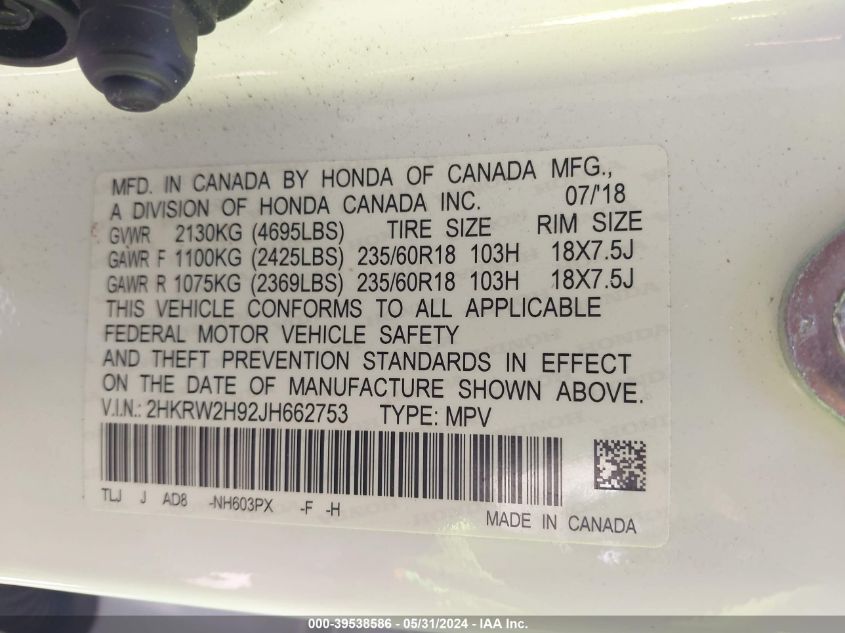 MFD. IN CANADA BY HONDA OF CANADA MFG.,
A DIVISION OF HONDA CANADA INC. 07/'18
GVWR 2130KG (4695LBS) TIRE SIZE RIM SIZE
GAWR F 1100KG (2425LBS) 235/60R18 103H 18X7.5J
GAWR R 1075KG (2369LBS) 235/60R18 103H 18X7.5J
THIS VEHICLE CONFORMS TO ALL APPLICABLE
FEDERAL MOTOR VEHICLE SAFETY
AND THEFT PREVENTION STANDARDS IN EFFECT
ON THE DATE OF MANUFACTURE SHOWN ABOVE.
V.I.N.: 2HKRW2H92JH662753 TYPE: MPV
TLJ J AD8 -NH603PX -F -H
MADE IN CANADA
000-39538586 - 05/31/2024 - IMPACT AUCTIONS, INC.